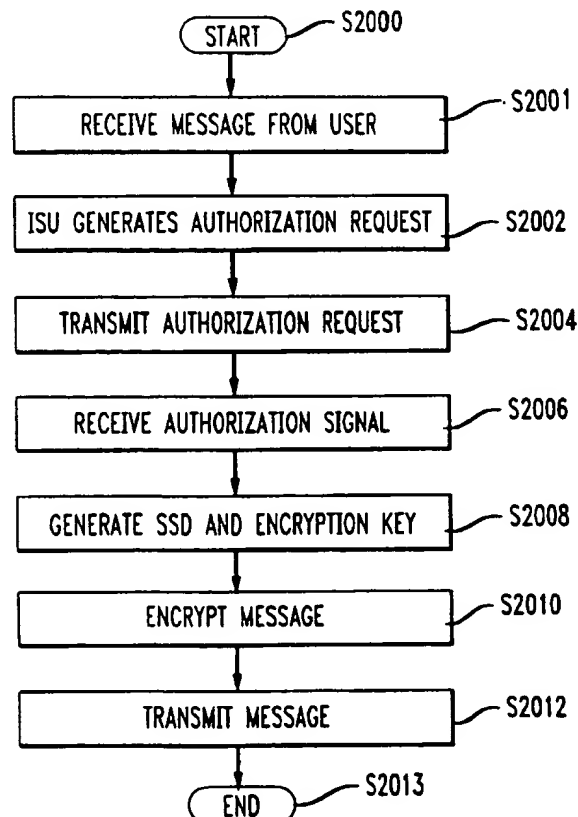 START
S2000
RECEIVE MESSAGE FROM USER
S2001
ISU GENERATES AUTHORIZATION REQUEST
S2002
TRANSMIT AUTHORIZATION REQUEST
S2004
RECEIVE AUTHORIZATION SIGNAL
S2006
GENERATE SSD AND ENCRYPTION KEY
S2008
ENCRYPT MESSAGE
S2010
TRANSMIT MESSAGE
S2012
END
S2013